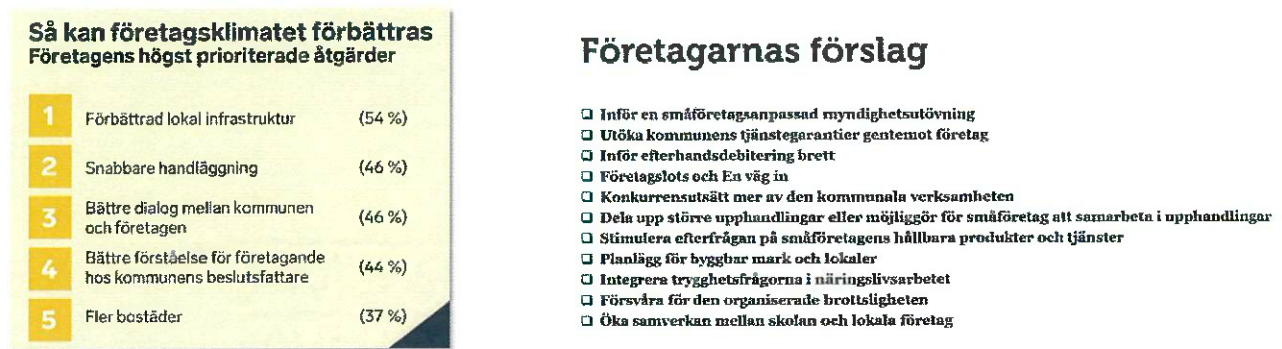 Så kan företagsklimatet förbättras
Företagens högst prioriterade åtgärder
1 Förbättrad lokal infrastruktur (54 %)
2 Snabbare handläggning (46 %)
3 Bättre dialog mellan kommunen
och företagen (46 %)
4 Bättre förståelse för företagande
hos kommunens beslutsfattare (44 %)
5 Fler bostäder (37 %)
Företagarnas förslag
❑ Inför en småföretagsanpassad myndighetsutövning
❑ Utöka kommunens tjänstegarantier gentemot företag
❑ Inför efterhandsdebitering brett
❑ Företagslots och En väg in
❑ Konkurrensutsätt mer av den kommunala verksamheten
❑ Dela upp större upphandlingar eller möjliggör för småföretag att samarbeta i upphandlingar
❑ Stimulera efterfrågan på småföretagens hållbara produkter och tjänster
❑ Planlägg för byggbar mark och lokaler
❑ Integrera trygghetsfrågorna i näringslivsarbetet
❑ Försvåra för den organiserade brottsligheten
❑ Öka samverkan mellan skolan och lokala företag